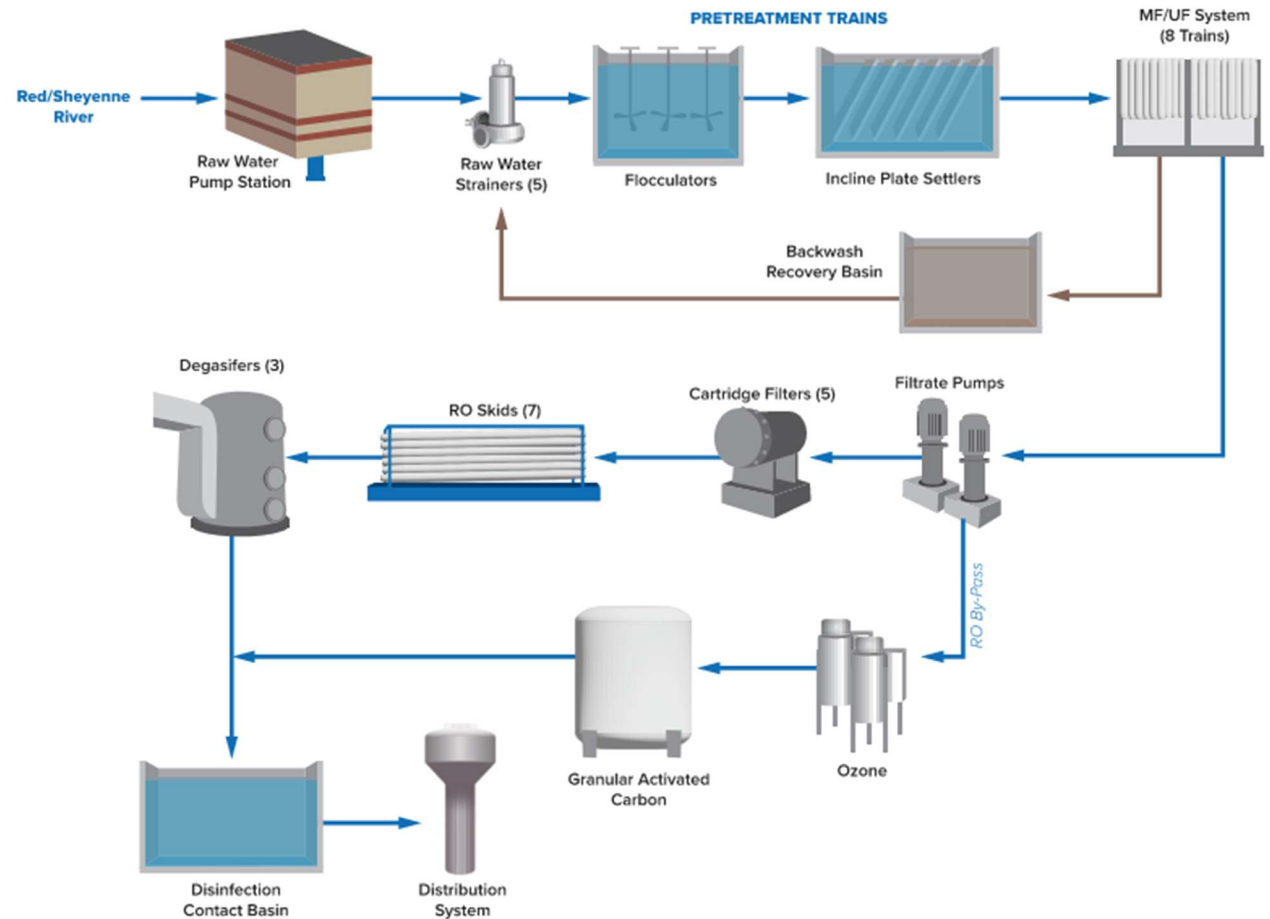 PRETREATMENT TRAINS
MF/UF System
(8 Trains)
Red/Sheyenne
River
Raw Water
Pump Station
Raw Water
Strainers (5)
Flocculators
Incline Plate Settlers
Backwash
Recovery Basin
Degasifers (3)
RO Skids (7)
Cartridge Filters (5)
Filtrate Pumps
RO By-Pass
Granular Activated
Carbon
Ozone
Disinfection
Contact Basin
Distribution
System